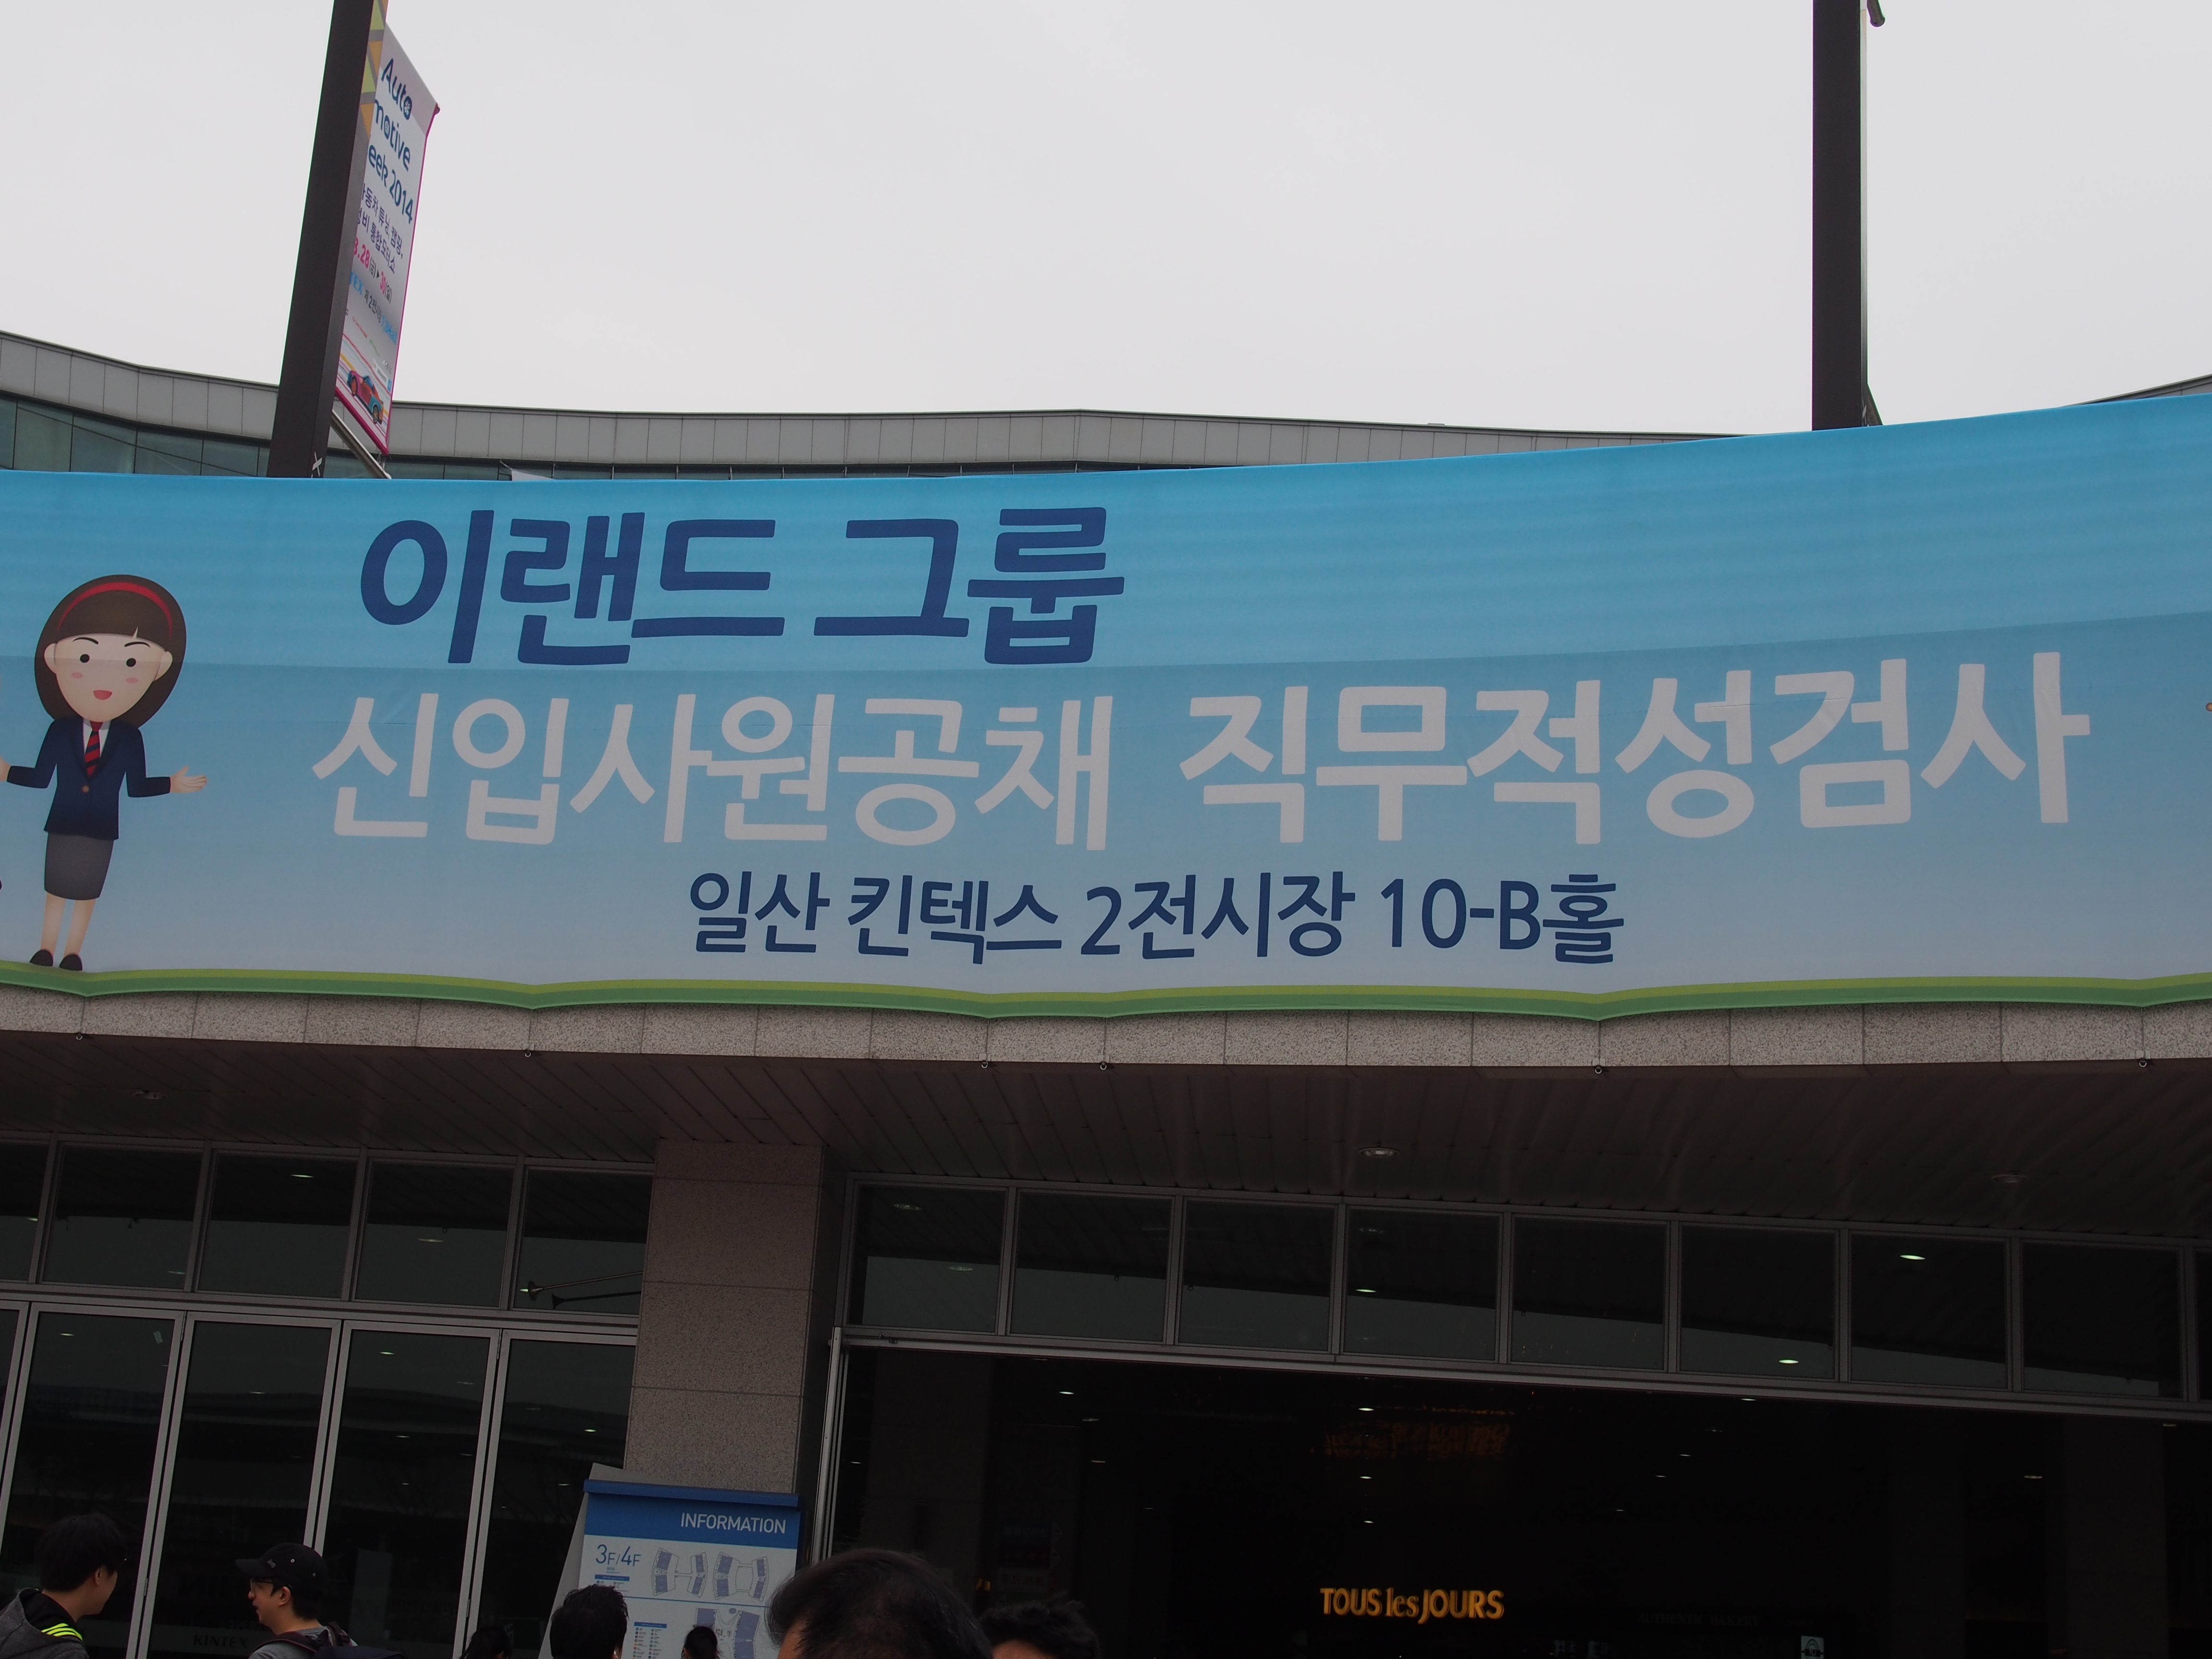 Auto
motive
eek 2014
이랜드 그룹
신입사원공채 직무적성검사
일산 킨텍스 2전시장 10-B홀
INFORMATION
3F/4F
TOUS les JOURS
KINTEX